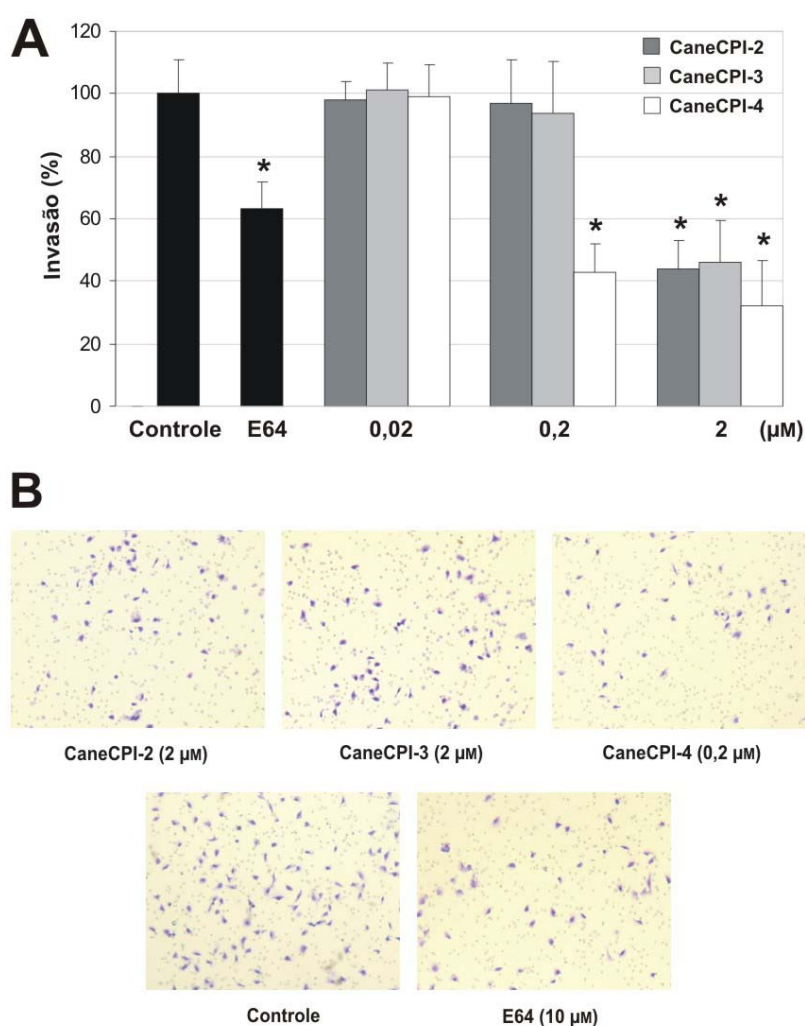 A
120
100
80
60
40
20
0
Invasão (%)
CaneCPI-2
CaneCPI-3
CaneCPI-4
*
*
*
*
*
Controle E64 0,02 0,2 2 (µM)
B
CaneCPI-2 (2 µM) CaneCPI-3 (2 µM) CaneCPI-4 (0,2 µM)
Controle E64 (10 µM)